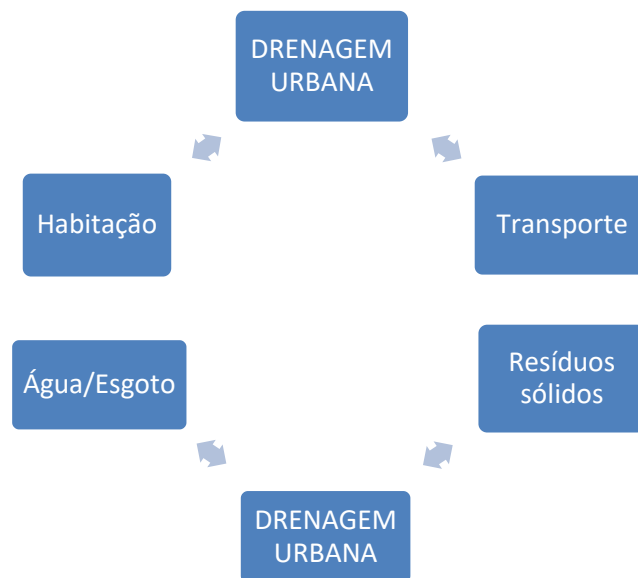 DRENAGEM
URBANA
Habitação
Transporte
Água/Esgoto
Resíduos
sólidos
DRENAGEM
URBANA